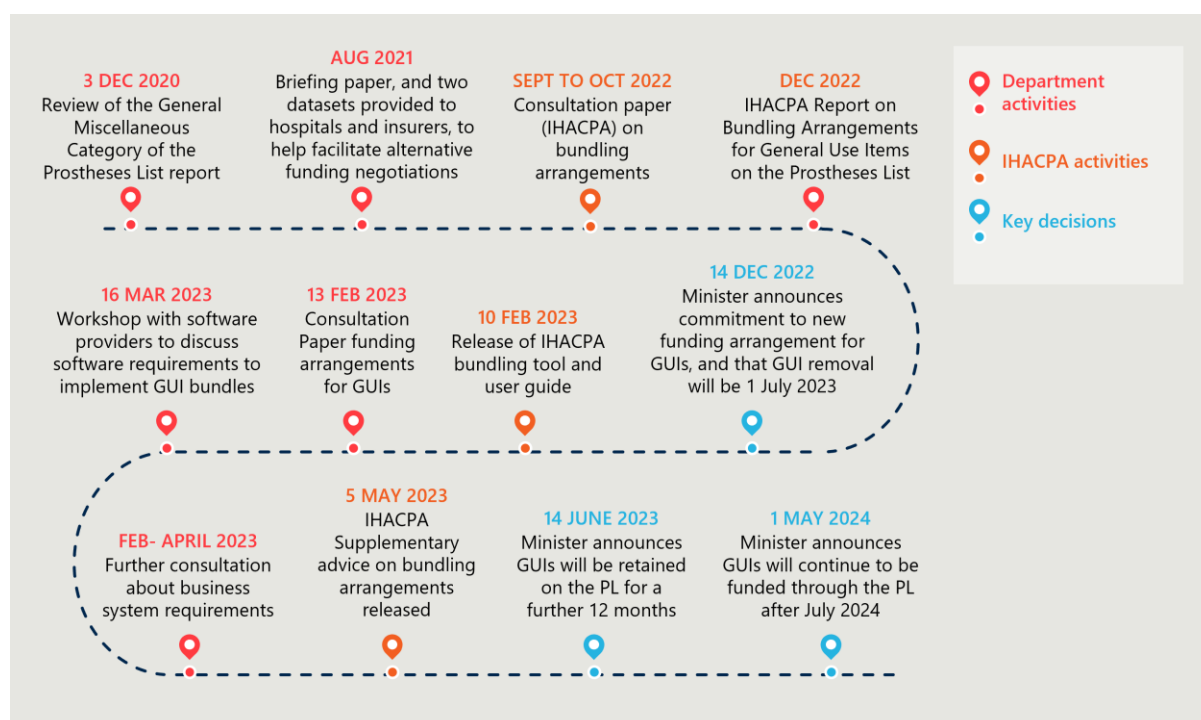 3 DEC 2020
Review of the General
Miscellaneous
Category of the
Prostheses List report
AUG 2021
Briefing paper, and two
datasets provided to
hospitals and insurers, to
help facilitate alternative
funding negotiations
SEPT TO OCT 2022
Consultation paper
(IHACPA) on
bundling
arrangements
DEC 2022
IHACPA Report on
Bundling Arrangements
for General Use Items
on the Prostheses List
Department
activities
IHACPA activities
Key decisions
14 DEC 2022
Minister announces
commitment to new
funding arrangement for
GUIs, and that GUI removal
will be 1 July 2023
10 FEB 2023
Release of IHACPA
bundling tool and
user guide
13 FEB 2023
Consultation
Paper funding
arrangements
for GUIs
16 MAR 2023
Workshop with software
providers to discuss
software requirements to
implement GUI bundles
FEB- APRIL 2023
Further consultation
about business
system requirements
5 MAY 2023
IHACPA
Supplementary
advice on bundling
arrangements
released
14 JUNE 2023
Minister announces
GUIs will be retained
on the PL for a
further 12 months
1 MAY 2024
Minister announces
GUIs will continue to be
funded through the PL
after July 2024